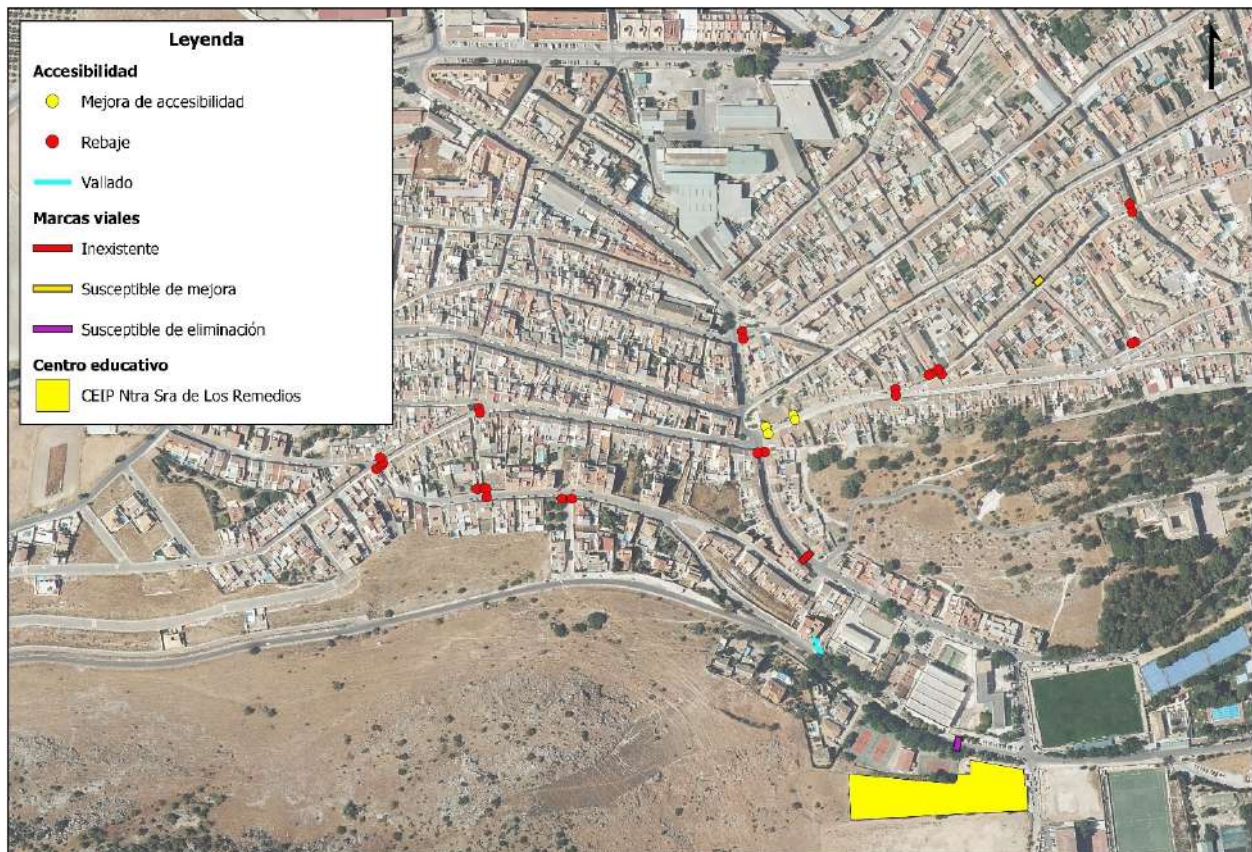 Leyenda
Accesibilidad
Mejora de accesibilidad
Rebaje
Vallado
Marcas viales
Inexistente
Susceptible de mejora
Susceptible de eliminación
Centro educativo
CEIP Ntra Sra de Los Remedios